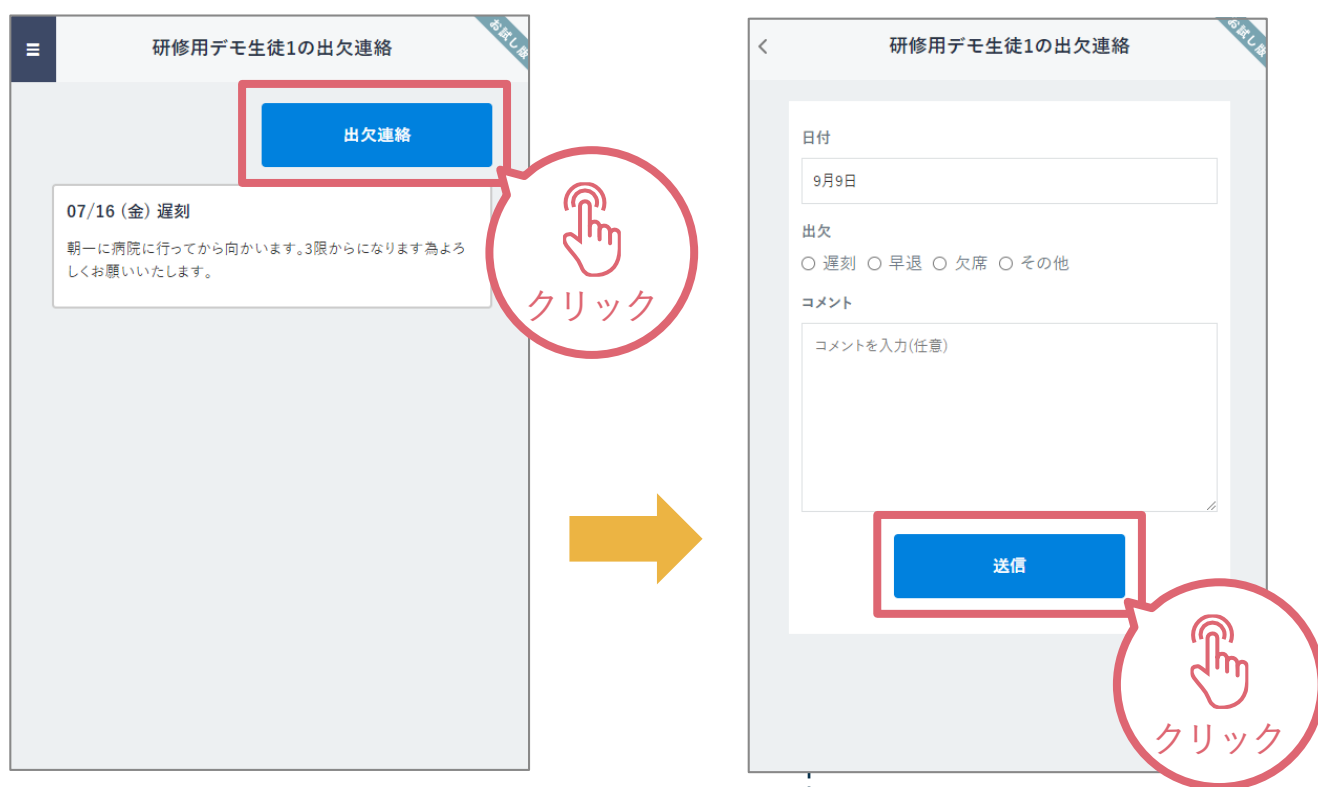 研修用デモ生徒1の出欠連絡
お試し版
出欠連絡
07/16 (金) 遅刻
朝一に病院に行ってから向かいます。3限からになります為よろ
しくお願いいたします。
クリック
研修用デモ生徒1の出欠連絡
お試し版
日付
9月9日
出欠
遅刻 早退 欠席 その他
コメント
コメントを入力(任意)
送信
クリック